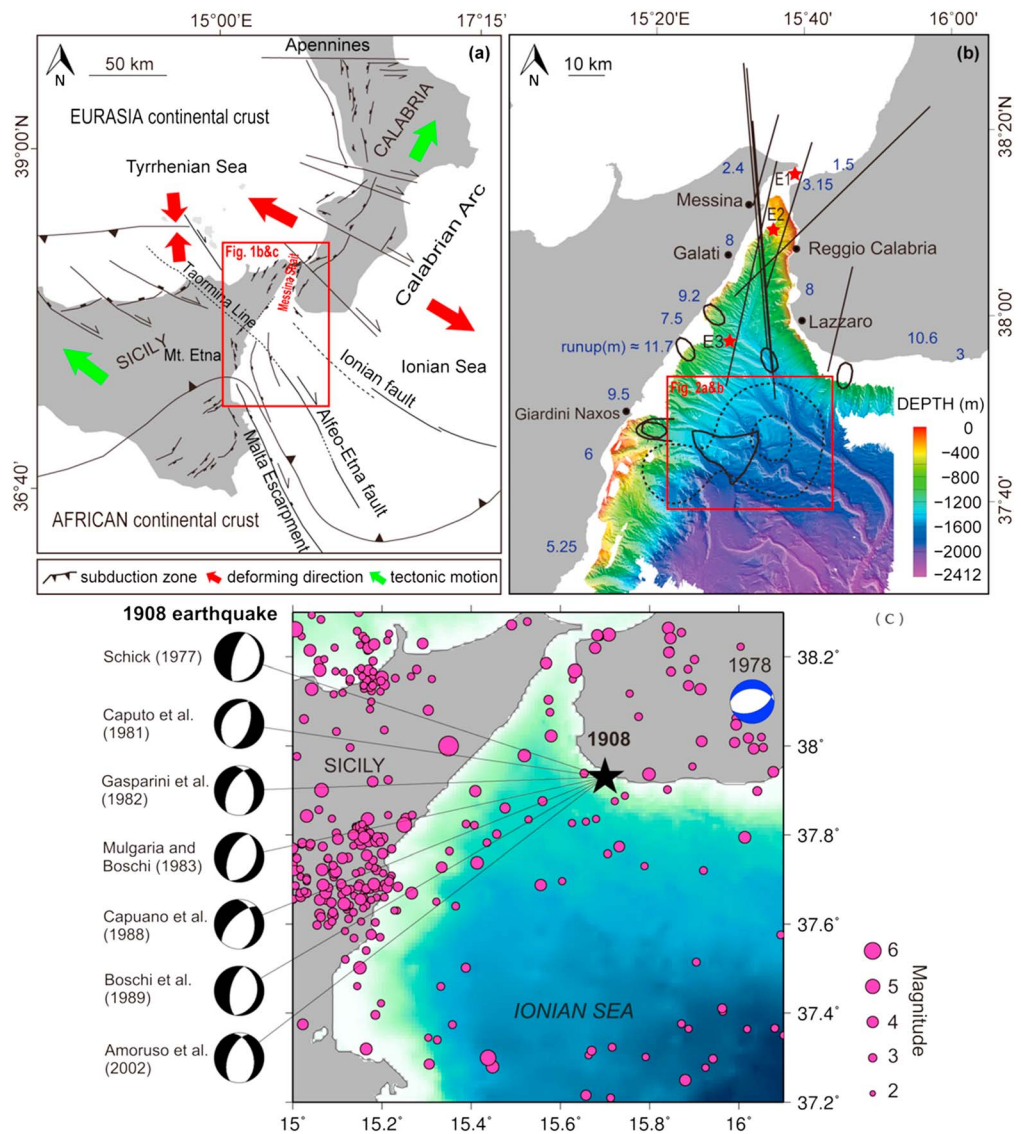 15°00'E
17°15'
39°00'N
36°40'
(a)
N
50 km
Apennines
EURASIA continental crust
CALABRIA
Tyrrhenian Sea
Calabrian Arc
Fig. 1b&c
Messina Strait
Taormina Line
SICILY
Mt. Etna
Ionian fault
Ionian Sea
Alfeo-Etna fault
Malta Escarpment
AFRICAN continental crust
subduction zone
deforming direction
tectonic motion
15°20'E
15°40'
16°00'
38°20'
38°00'
37°40'
(b)
N
10 km
2.4
E1
1.5
3.15
Messina
E2
Galati
8
Reggio Calabria
9.2
8
7.5
Lazzaro
runup(m) ≈ 11.7
E3
10.6
3
Fig. 2a&b
9.5
Giardini Naxos
6
5.25
DEPTH (m)
0
−400
−800
−1200
−1600
−2000
−2412
1908 earthquake
(C)
Schick (1977)
Caputo et al.
(1981)
Gasparini et al.
(1982)
Mulgaria and
Boschi (1983)
Capuano et al.
(1988)
Boschi et al.
(1989)
Amoruso et al.
(2002)
1978
1908
SICILY
IONIAN SEA
38.2°
38°
37.8°
37.6°
37.4°
37.2°
15°
15.2°
15.4°
15.6°
15.8°
16°
6
5
4
3
2
Magnitude